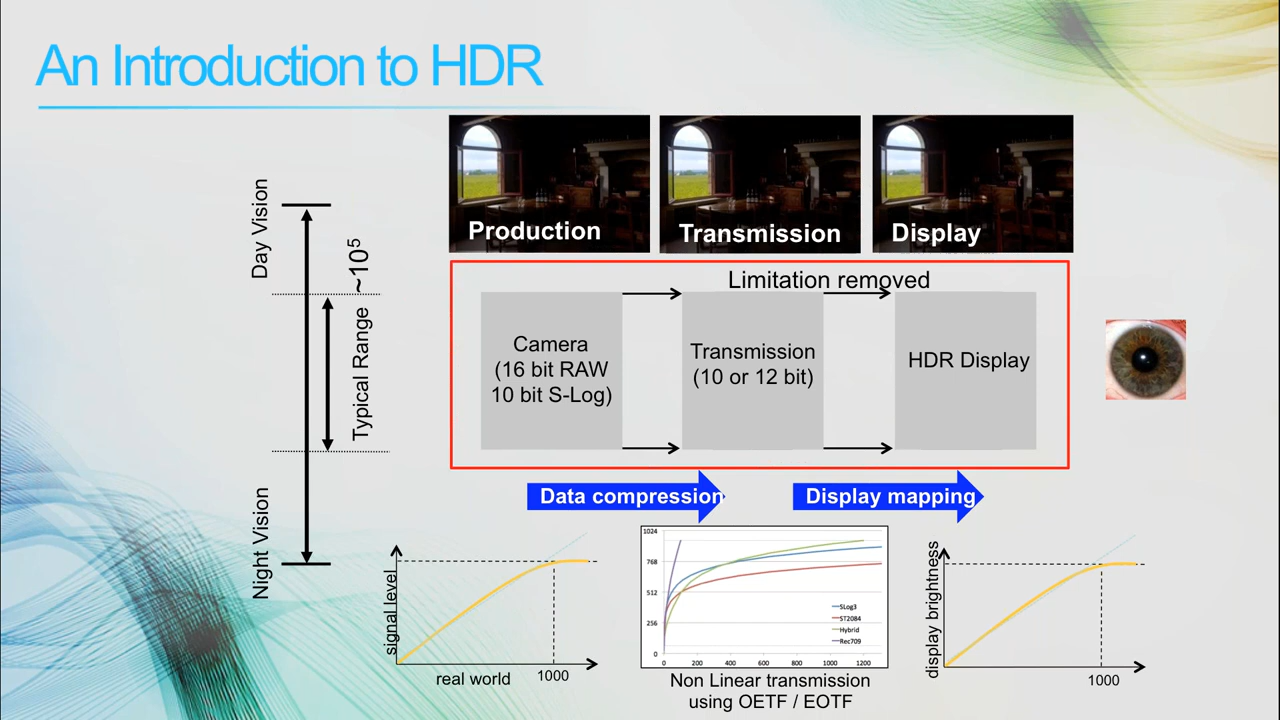 An Introduction to HDR
Production
Transmission
Display
Day Vision
~10⁵
Typical Range
Night Vision
Limitation removed
Camera
(16 bit RAW
10 bit S-Log)
Transmission
(10 or 12 bit)
HDR Display
Data compression
Display mapping
signal level
real world
1000
1024
768
512
256
0
0
200
400
600
800
1000
1200
SLog3
ST2084
Hybrid
Rec709
Non Linear transmission
using OETF / EOTF
display brightness
1000